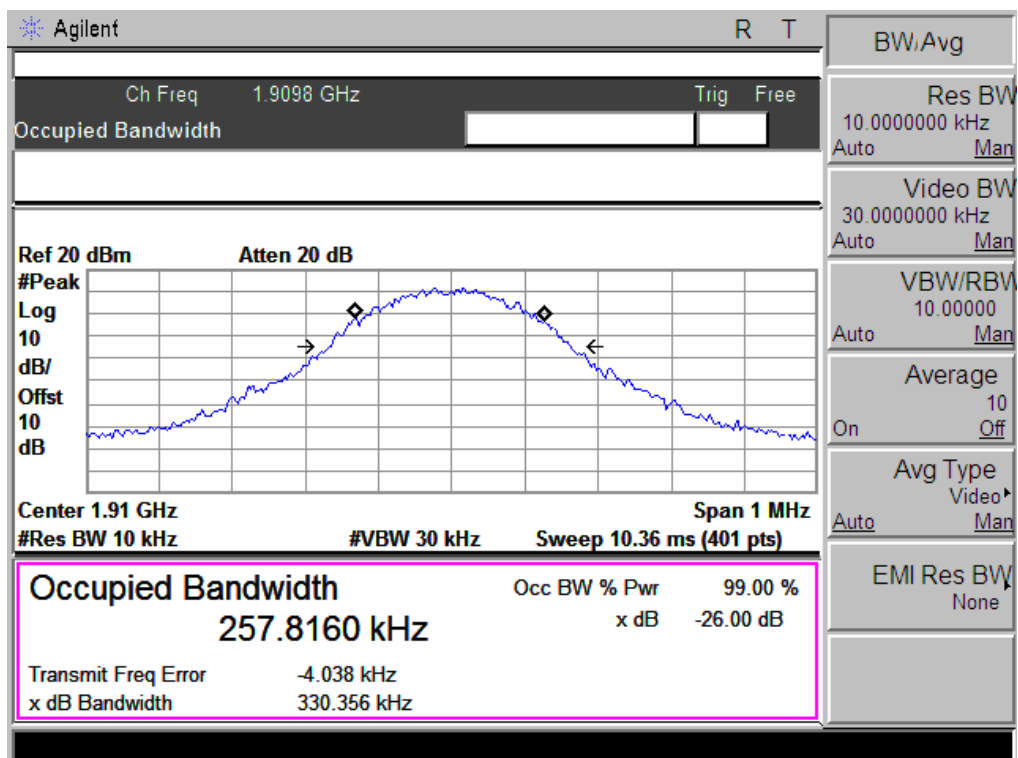 Agilent R T
Ch Freq 1.9098 GHz Trig Free
Occupied Bandwidth
Ref 20 dBm Atten 20 dB
#Peak
Log
10
dB/
Offst
10
dB
Center 1.91 GHz Span 1 MHz
#Res BW 10 kHz #VBW 30 kHz Sweep 10.36 ms (401 pts)
Occupied Bandwidth
257.8160 kHz
Occ BW % Pwr 99.00 %
x dB -26.00 dB
Transmit Freq Error -4.038 kHz
x dB Bandwidth 330.356 kHz
BW/Avg
Res BW
10.0000000 kHz
Auto Man
Video BW
30.0000000 kHz
Auto Man
VBW/RBW
10.00000
Auto Man
Average
10
On Off
Avg Type
Video
Auto Man
EMI Res BW
None